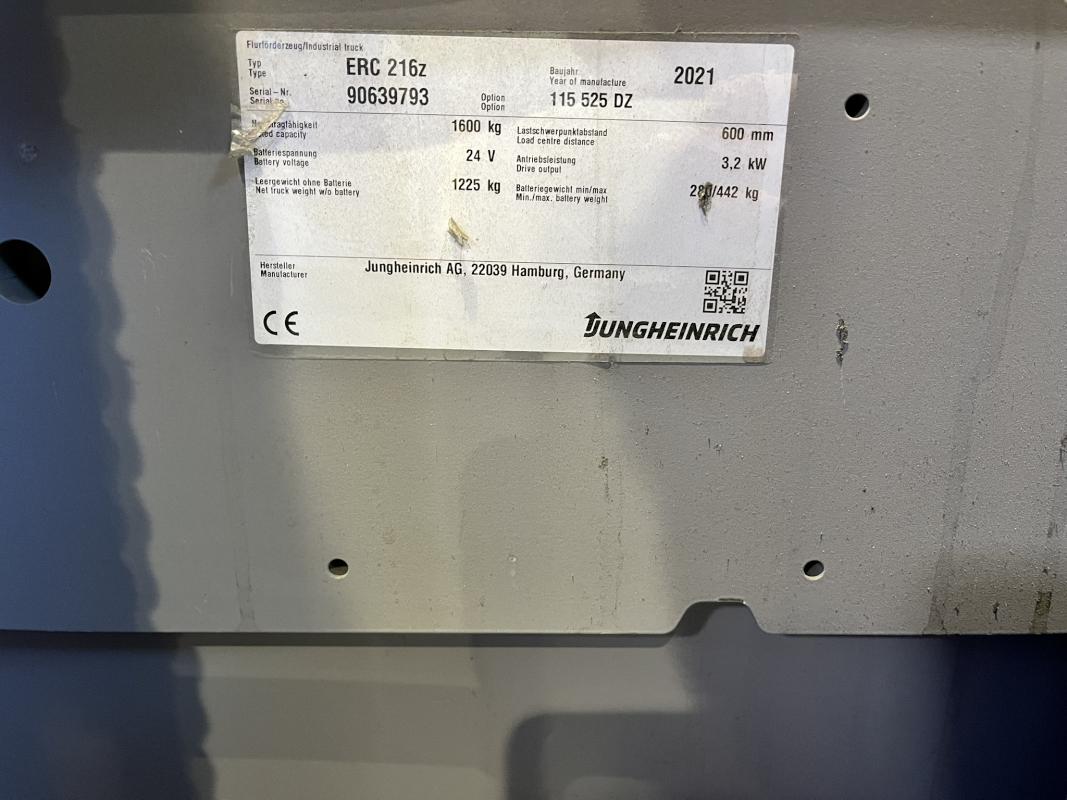 Flurförderzeug/Industrial truck
Typ
Type
ERC 216z
Baujahr
Year of manufacture
2021
Serial-Nr.
Serial
90639793
Option
Option
115 525 DZ
capacity
1600 kg
Lastschwerpunktabstand
Load centre distance
600 mm
Batteriespannung
Battery voltage
24 V
Antriebsleistung
Drive output
3,2 kW
Leergewicht ohne Batterie
Net truck weight w/o battery
1225 kg
Batteriegewicht min/max
Min./max. battery weight
/442 kg
Hersteller
Manufacturer
Jungheinrich AG, 22039 Hamburg, Germany
CE
JUNGHEINRICH